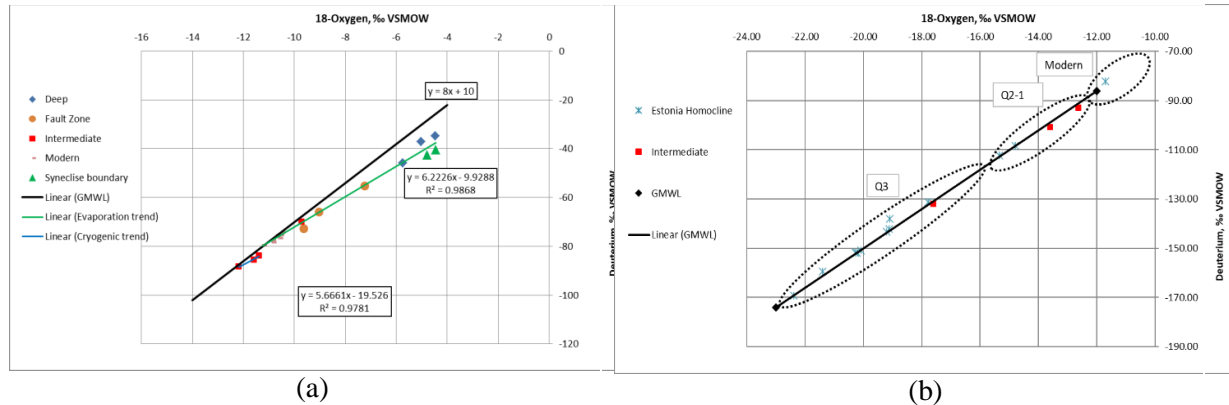 18-Oxygen, ‰ VSMOW
-16 -14 -12 -10 -8 -6 -4 -2 0
0
-20
-40
-60
-80
-100
-120
Deuterium, ‰ VSMOW
Deep
Fault Zone
Intermediate
Modern
Syneclise boundary
Linear (GMWL)
Linear (Evaporation trend)
Linear (Cryogenic trend)
y = 8x + 10
y = 6.2226x - 9.9288
R² = 0.9868
y = 5.6661x - 19.526
R² = 0.9781
(a)
18-Oxygen, ‰ VSMOW
-24.00 -22.00 -20.00 -18.00 -16.00 -14.00 -12.00 -10.00
-70.00
-90.00
-110.00
-130.00
-150.00
-170.00
-190.00
Deuterium, ‰ VSMOW
Estonia Homocline
Intermediate
GMWL
Linear (GMWL)
Modern
Q2-1
Q3
(b)